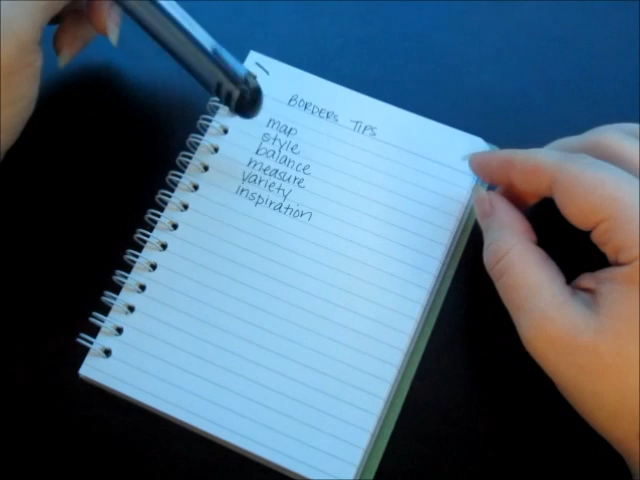 BORDERS TIPS
map
style
balance
measure
variety
inspiration